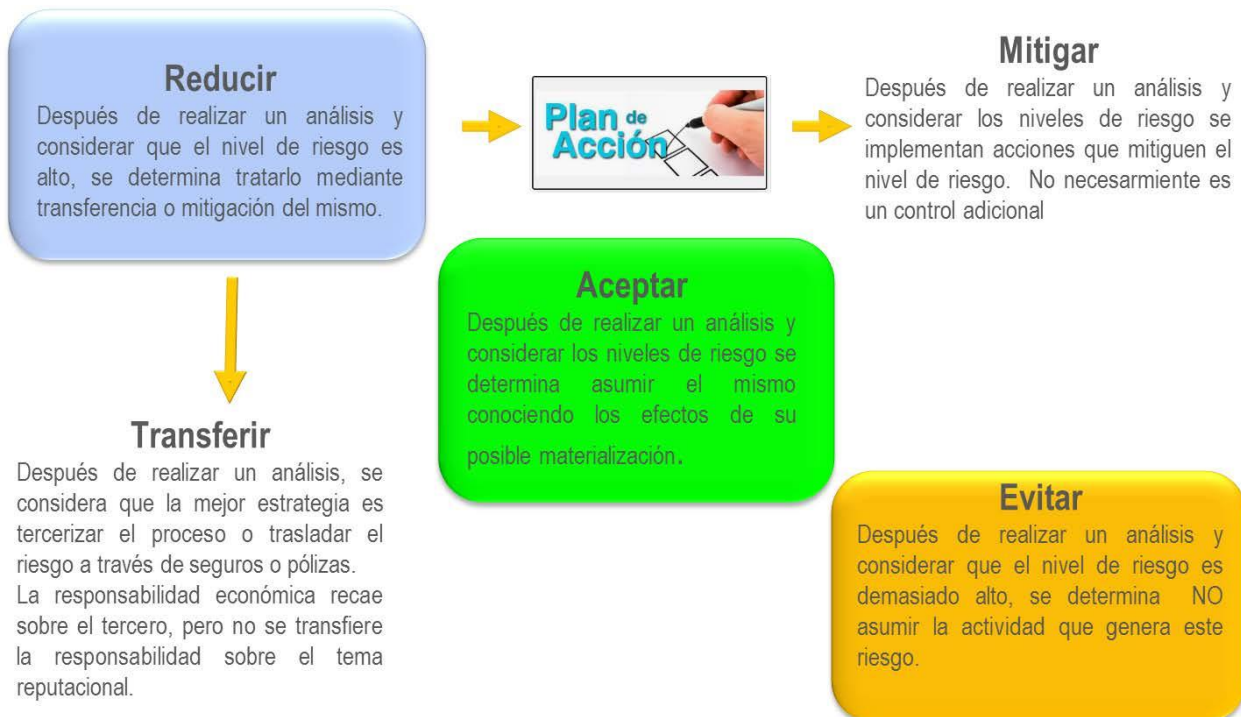 Reducir
Después de realizar un análisis y
considerar que el nivel de riesgo es
alto, se determina tratarlo mediante
transferencia o mitigación del mismo.
Plan de
Acción
Mitigar
Después de realizar un análisis y
considerar los niveles de riesgo se
implementan acciones que mitiguen el
nivel de riesgo. No necesarmiente es
un control adicional
Aceptar
Después de realizar un análisis y
considerar los niveles de riesgo se
determina asumir el mismo
conociendo los efectos de su
posible materialización.
Transferir
Después de realizar un análisis, se
considera que la mejor estrategia es
tercerizar el proceso o trasladar el
riesgo a través de seguros o pólizas.
La responsabilidad económica recae
sobre el tercero, pero no se transfiere
la responsabilidad sobre el tema
reputacional.
Evitar
Después de realizar un análisis y
considerar que el nivel de riesgo es
demasiado alto, se determina NO
asumir la actividad que genera este
riesgo.